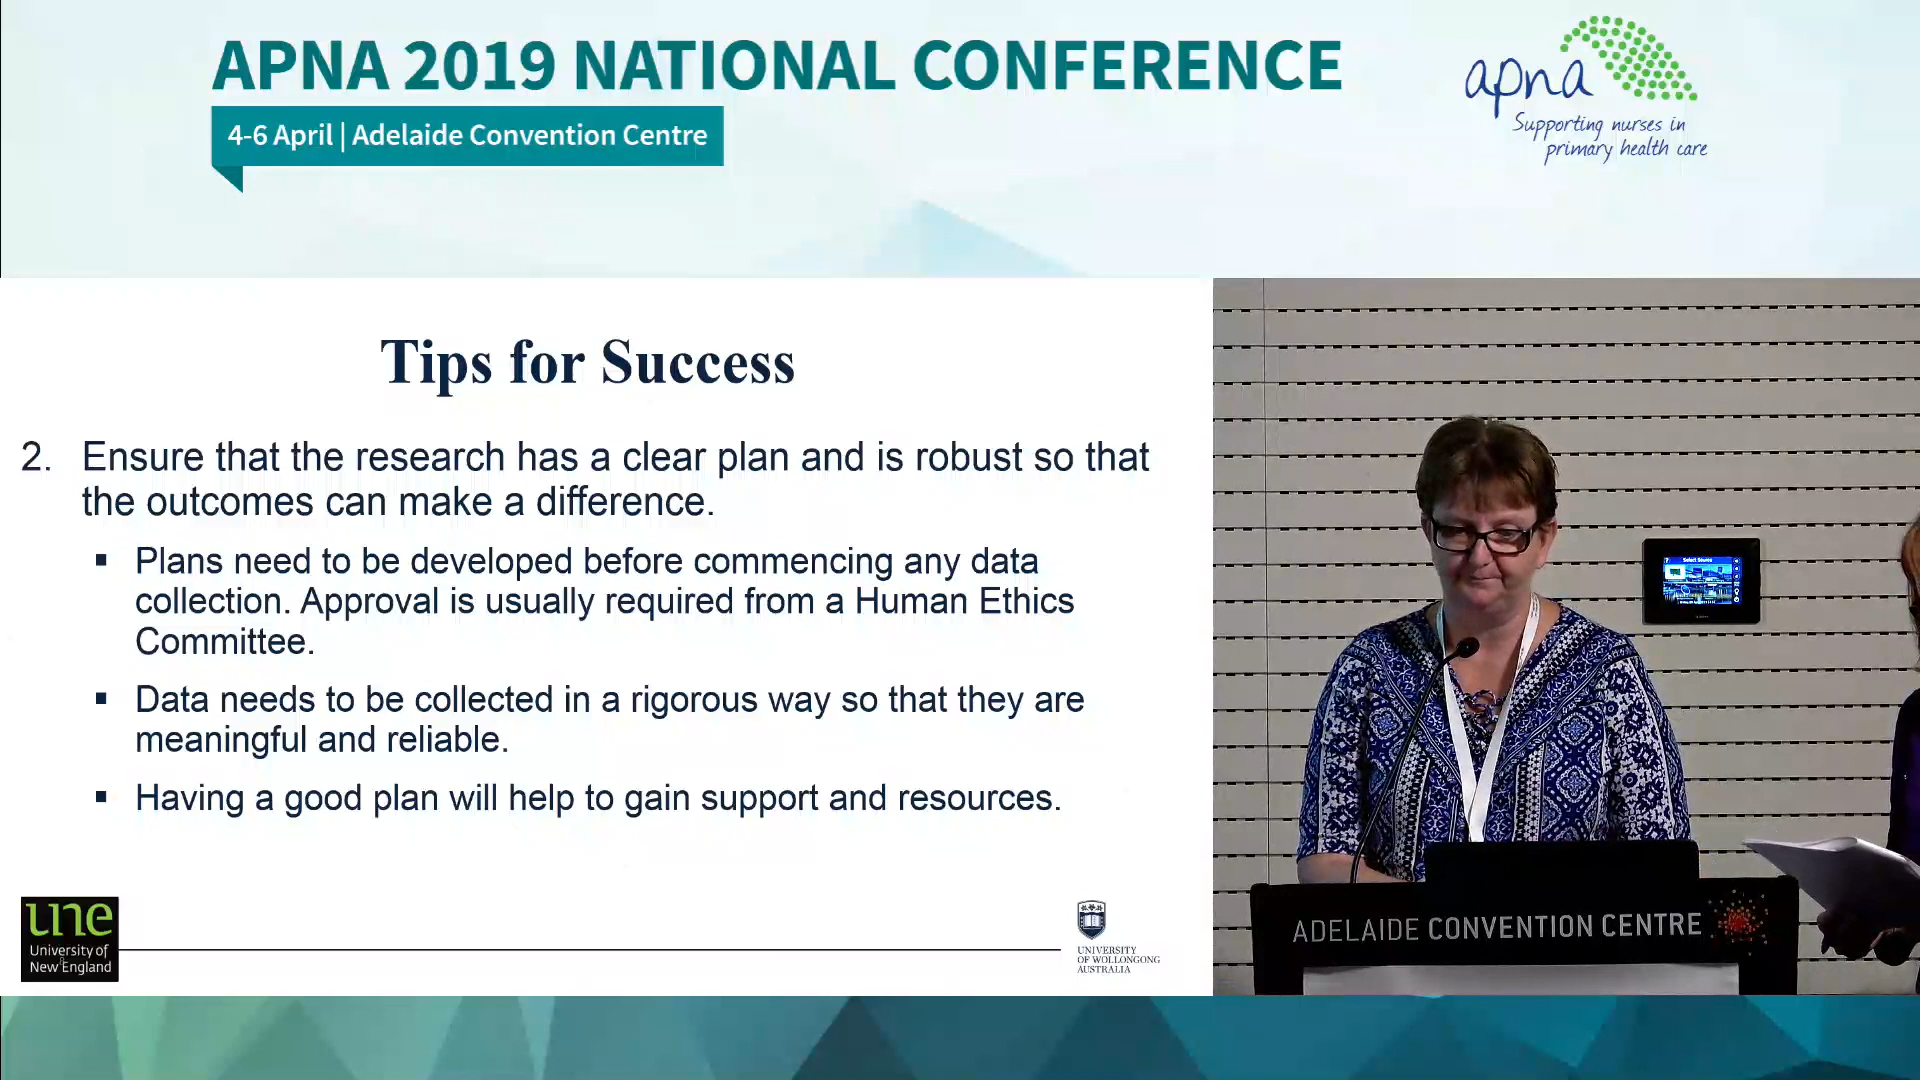 APNA 2019 NATIONAL CONFERENCE
4-6 April | Adelaide Convention Centre
apna
Supporting nurses in
primary health care
Tips for Success
2. Ensure that the research has a clear plan and is robust so that
the outcomes can make a difference.
▪ Plans need to be developed before commencing any data
collection. Approval is usually required from a Human Ethics
Committee.
▪ Data needs to be collected in a rigorous way so that they are
meaningful and reliable.
▪ Having a good plan will help to gain support and resources.
une
University of
New England
UNIVERSITY
OF WOLLONGONG
AUSTRALIA
Select Source
ADELAIDE CONVENTION CENTRE